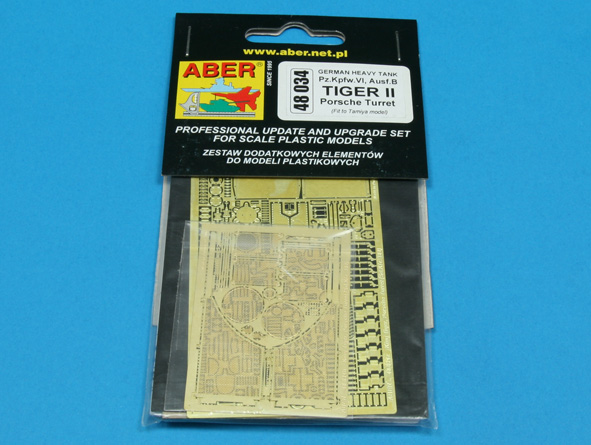 www.aber.net.pl
ABER®
SINCE 1995
48 034
GERMAN HEAVY TANK
Pz.Kpfw.VI, Ausf.B
TIGER II
Porsche Turret
(Fit to Tamiya model)
PROFESSIONAL UPDATE AND UPGRADE SET
FOR SCALE PLASTIC MODELS
ZESTAW DODATKOWYCH ELEMENTÓW
DO MODELI PLASTIKOWYCH